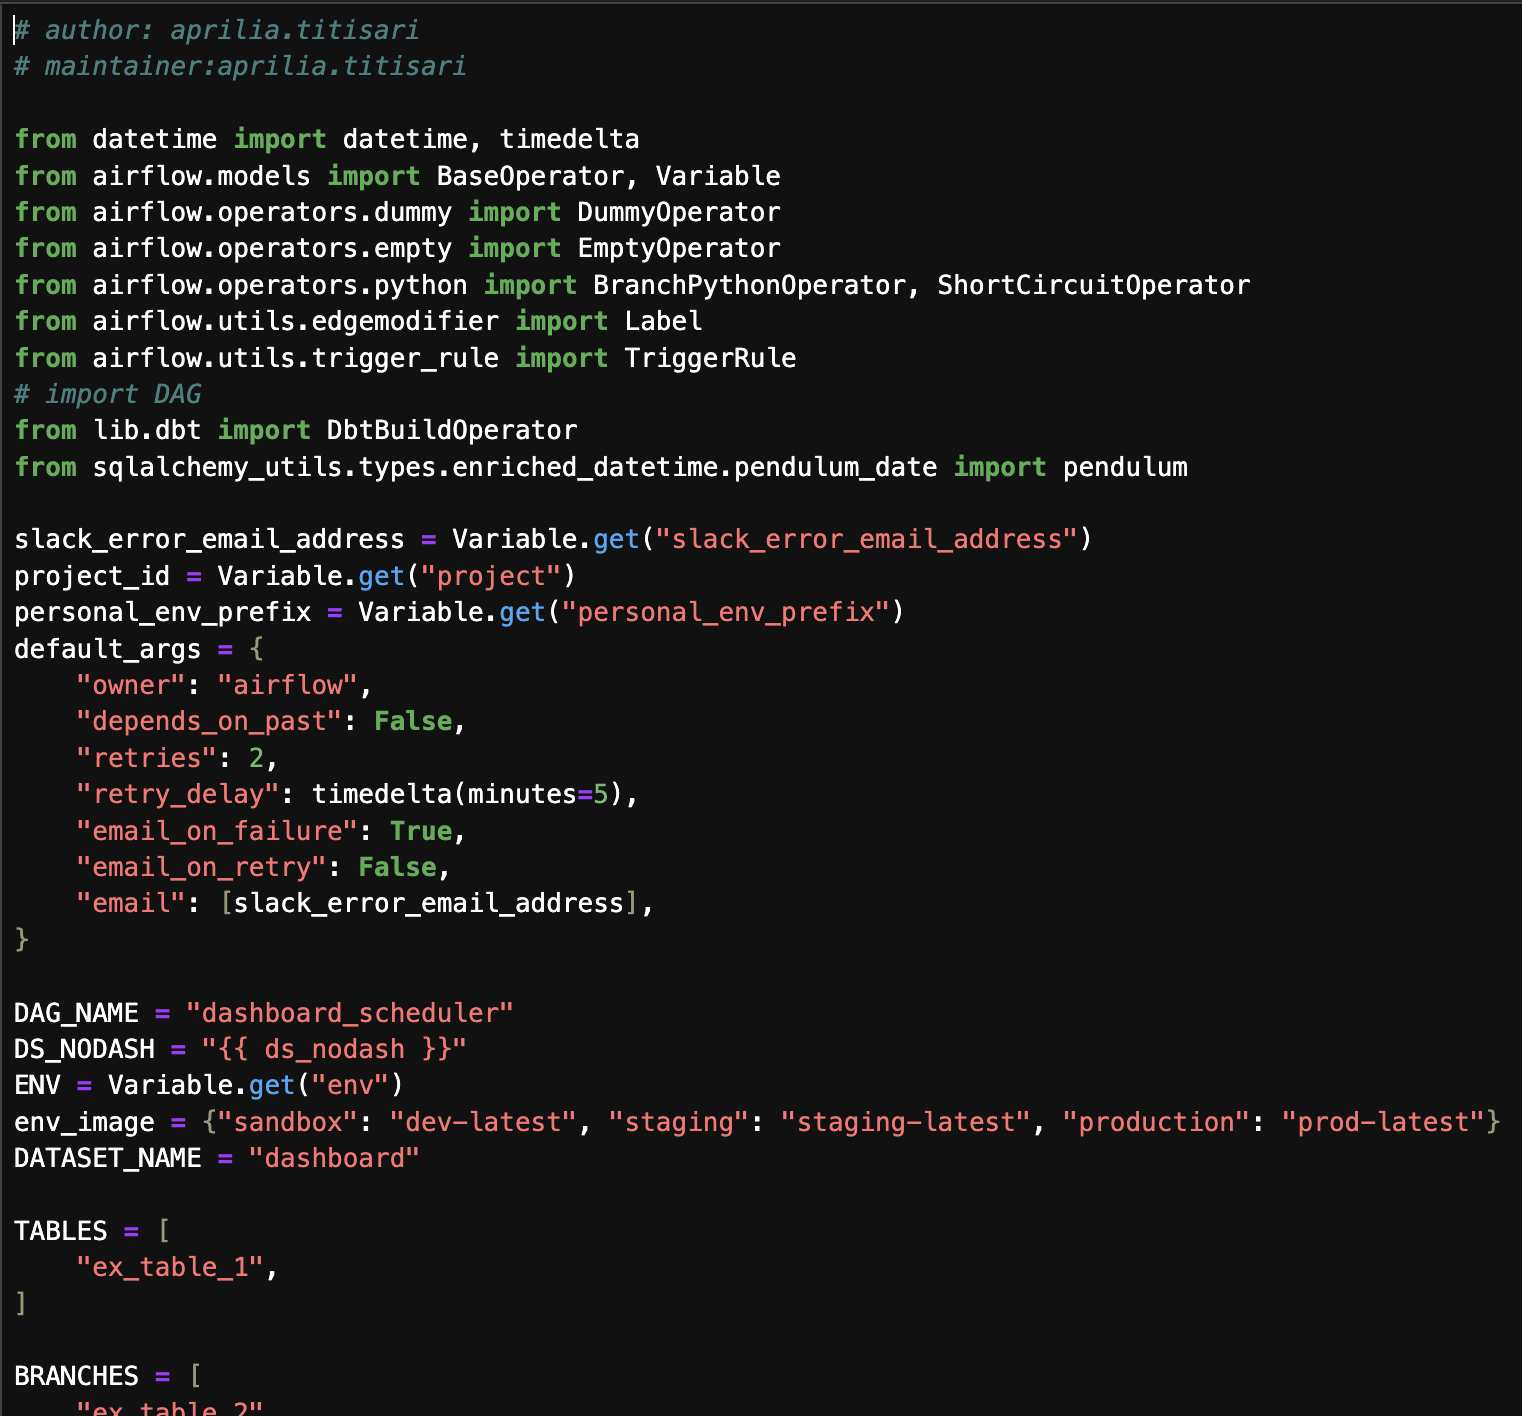 # author: aprilia.titisari
# maintainer:aprilia.titisari

from datetime import datetime, timedelta
from airflow.models import BaseOperator, Variable
from airflow.operators.dummy import DummyOperator
from airflow.operators.empty import EmptyOperator
from airflow.operators.python import BranchPythonOperator, ShortCircuitOperator
from airflow.utils.edgemodifier import Label
from airflow.utils.trigger_rule import TriggerRule
# import DAG
from lib.dbt import DbtBuildOperator
from sqlalchemy_utils.types.enriched_datetime.pendulum_date import pendulum

slack_error_email_address = Variable.get("slack_error_email_address")
project_id = Variable.get("project")
personal_env_prefix = Variable.get("personal_env_prefix")
default_args = {
    "owner": "airflow",
    "depends_on_past": False,
    "retries": 2,
    "retry_delay": timedelta(minutes=5),
    "email_on_failure": True,
    "email_on_retry": False,
    "email": [slack_error_email_address],
}

DAG_NAME = "dashboard_scheduler"
DS_NODASH = "{{ ds_nodash }}"
ENV = Variable.get("env")
env_image = {"sandbox": "dev-latest", "staging": "staging-latest", "production": "prod-latest"}
DATASET_NAME = "dashboard"

TABLES = [
    "ex_table_1",
]

BRANCHES = [
    "ex_table_2"